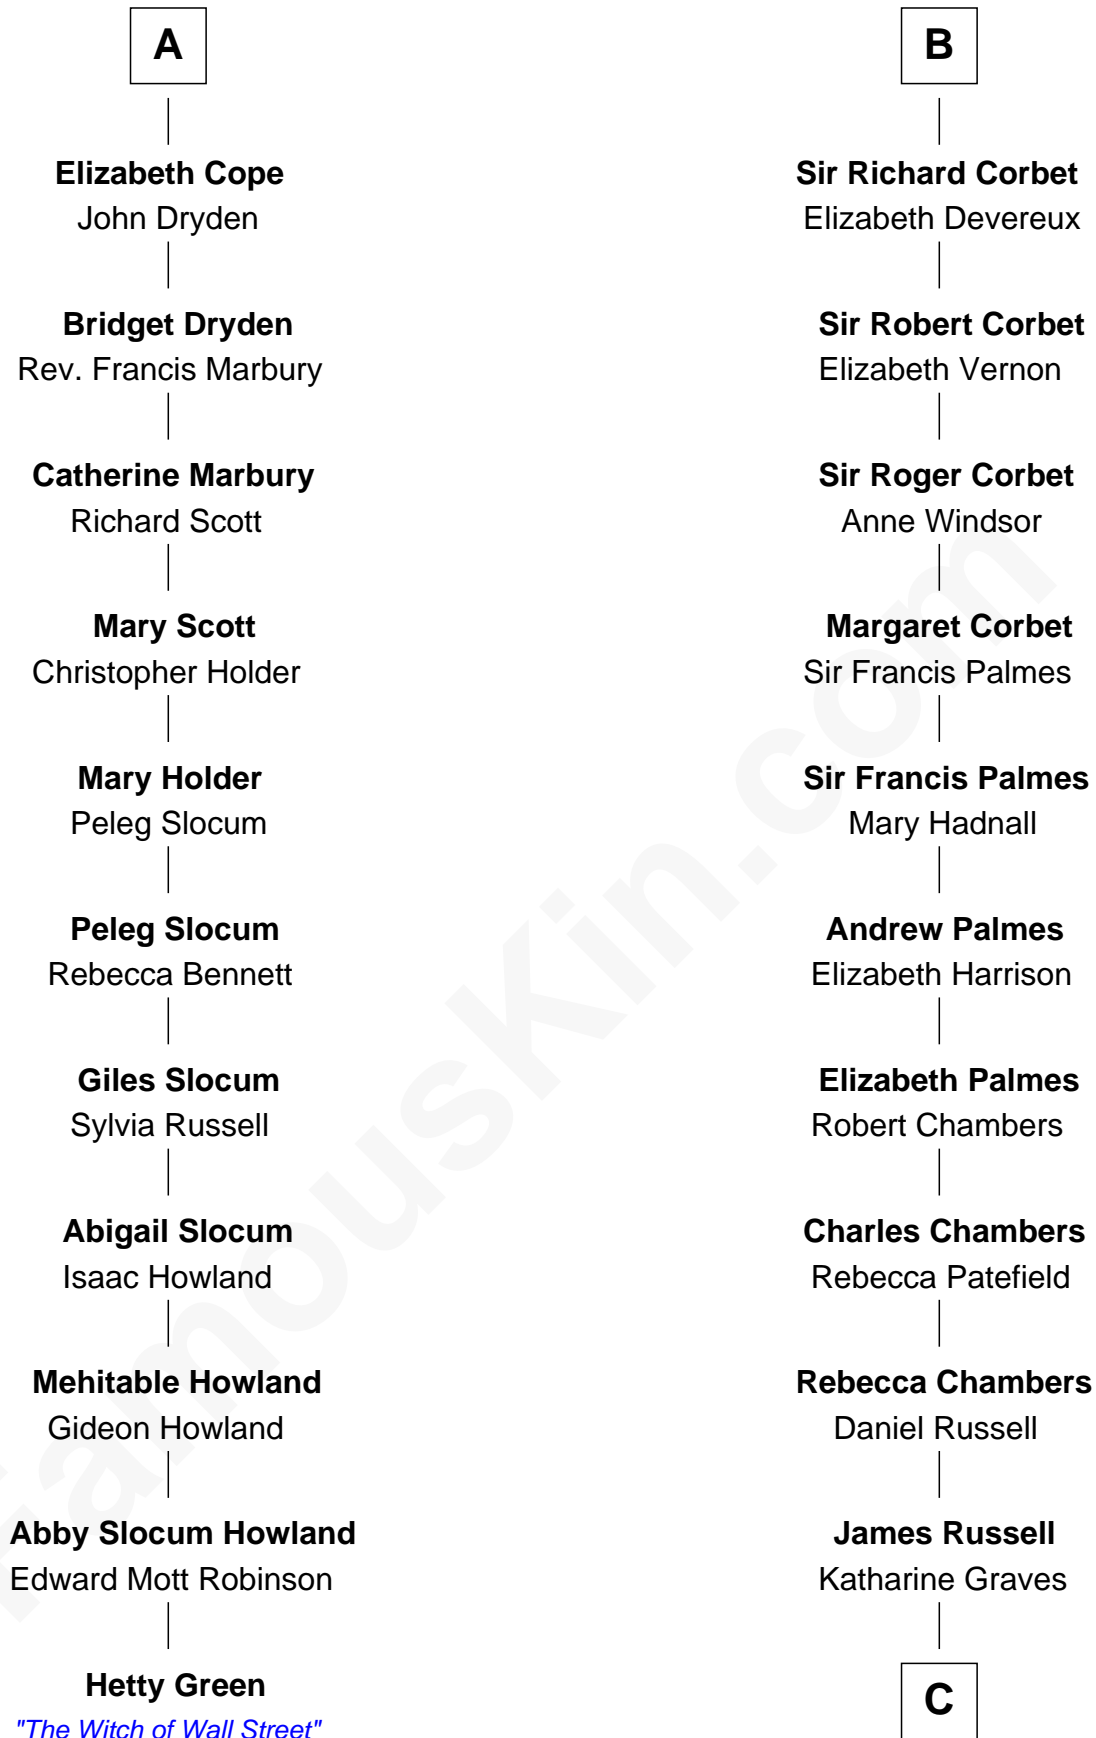 A
Elizabeth Cope
John Dryden
Bridget Dryden
Rev. Francis Marbury
Catherine Marbury
Richard Scott
Mary Scott
Christopher Holder
Mary Holder
Peleg Slocum
Peleg Slocum
Rebecca Bennett
Giles Slocum
Sylvia Russell
Abigail Slocum
Isaac Howland
Mehitable Howland
Gideon Howland
Abby Slocum Howland
Edward Mott Robinson
Hetty Green
"The Witch of Wall Street"
B
Sir Richard Corbet
Elizabeth Devereux
Sir Robert Corbet
Elizabeth Vernon
Sir Roger Corbet
Anne Windsor
Margaret Corbet
Sir Francis Palmes
Sir Francis Palmes
Mary Hadnall
Andrew Palmes
Elizabeth Harrison
Elizabeth Palmes
Robert Chambers
Charles Chambers
Rebecca Patefield
Rebecca Chambers
Daniel Russell
James Russell
Katharine Graves
C
FamousKin.com